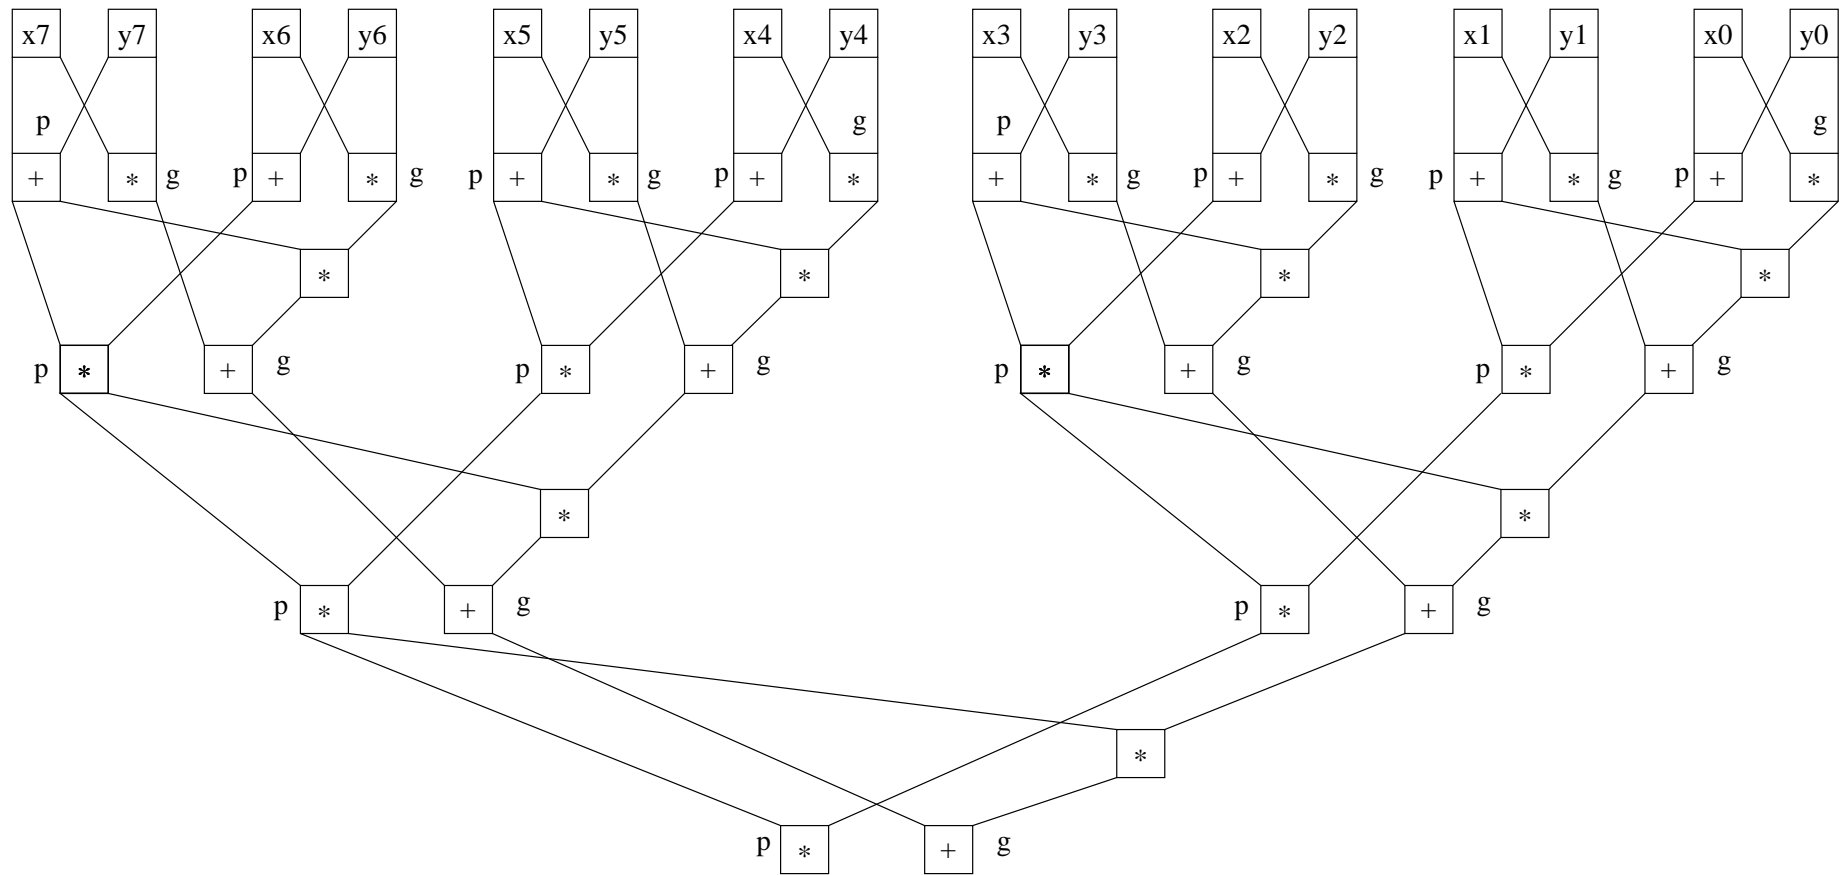 x7 y7 x6 y6 x5 y5 x4 y4 x3 y3 x2 y2 x1 y1 x0 y0
p g p g
+ * g p + * g p + * g p + * + * g p + * g p + * g p + *
* * * *
p * + g p * + g p * + g p * + g
* *
p * + g p * + g
*
p * + g